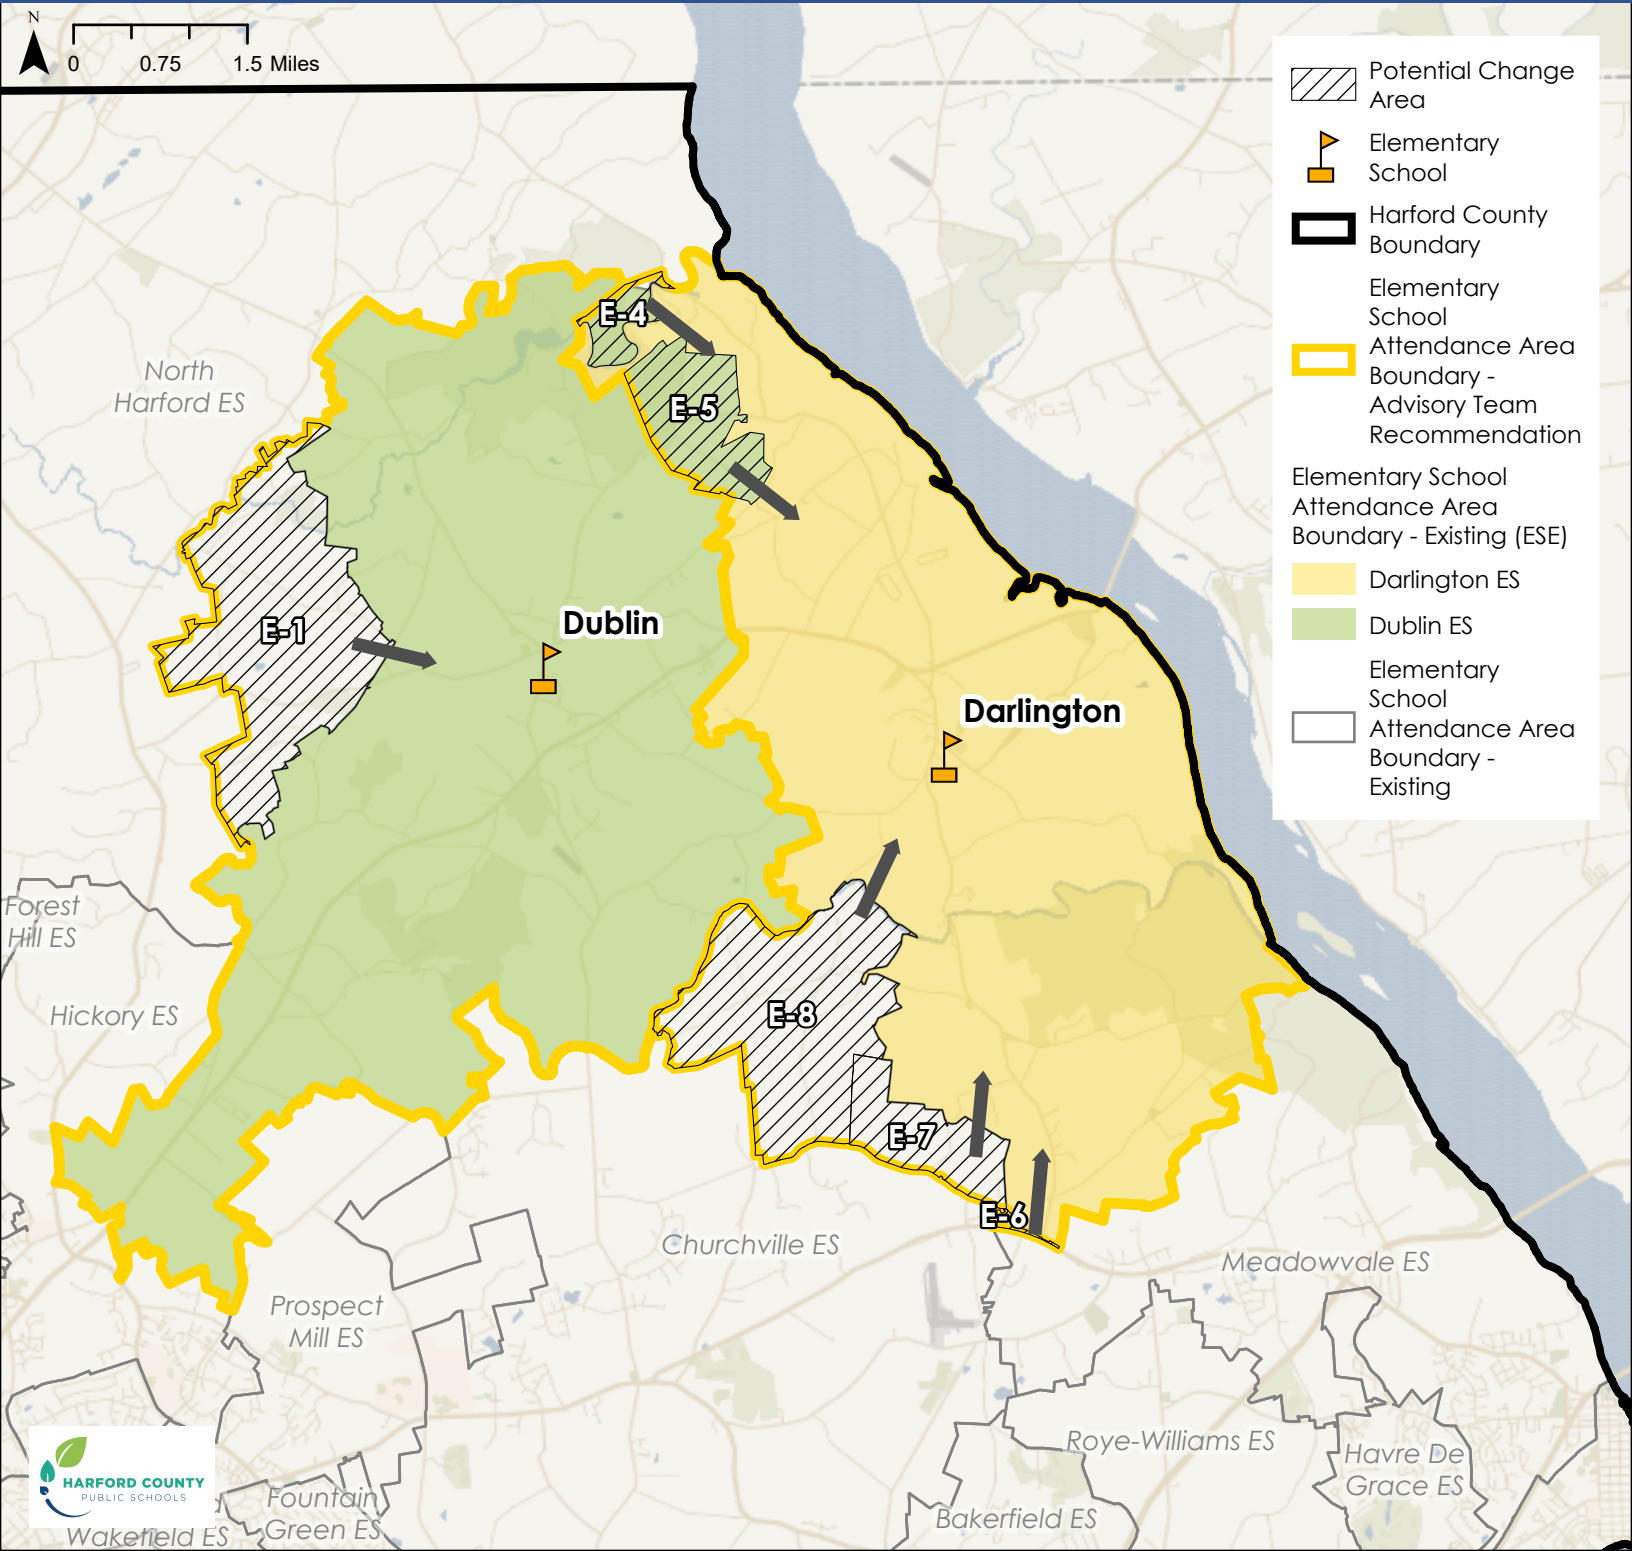 N
0 0.75 1.5 Miles
Potential Change
Area
Elementary
School
Harford County
Boundary
Elementary
School
Attendance Area
Boundary -
Advisory Team
Recommendation
Elementary School
Attendance Area
Boundary - Existing (ESE)
Darlington ES
Dublin ES
Elementary
School
Attendance Area
Boundary -
Existing
North
Harford ES
E-4
E-5
E-1
Dublin
Darlington
Forest
Hill ES
Hickory ES
E-8
E-7
E-6
Churchville ES
Meadowvale ES
Prospect
Mill ES
Roye-Williams ES
Havre De
Grace ES
Bakerfield ES
HARFORD COUNTY
PUBLIC SCHOOLS
Fountain
Green ES
Wakefield ES